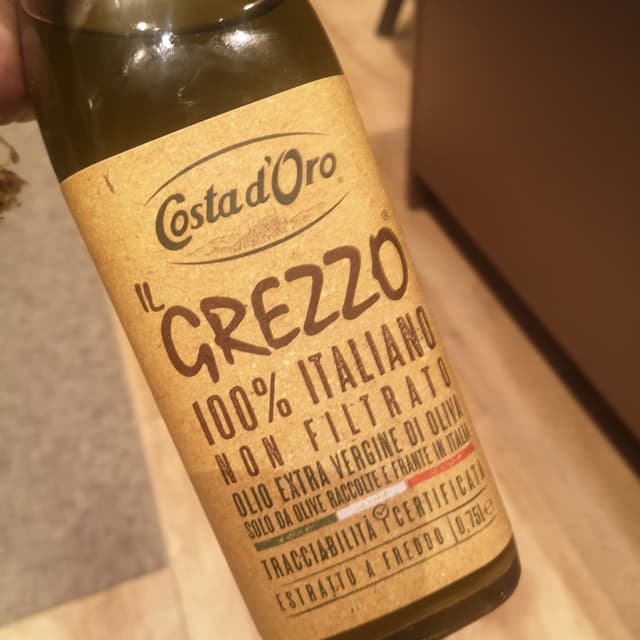 Costa d'Oro®
IL
GREZZO®
100% ITALIANO
NON FILTRATO
OLIO EXTRA VERGINE DI OLIVA
SOLO DA OLIVE RACCOLTE E FRANTE IN ITALIA
TRACCIABILITÀ CERTIFICATA
ESTRATTO A FREDDO 0,75L e